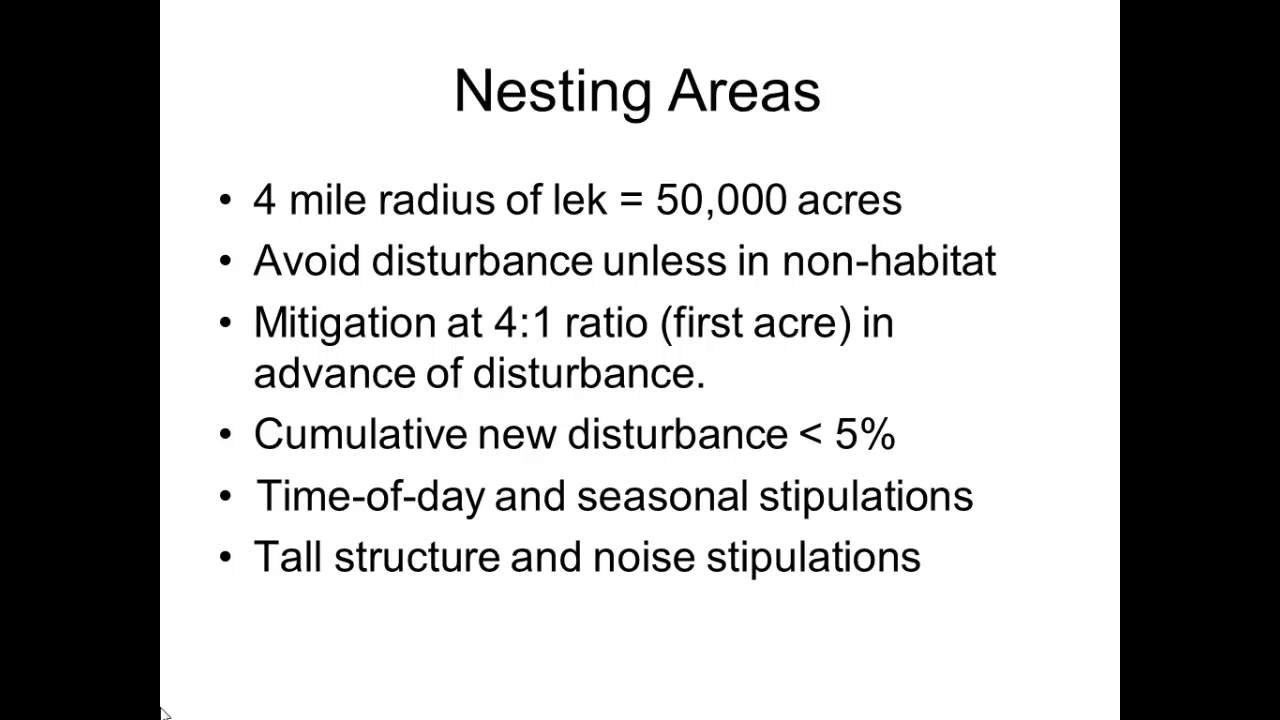 Nesting Areas
• 4 mile radius of lek = 50,000 acres
• Avoid disturbance unless in non-habitat
• Mitigation at 4:1 ratio (first acre) in
advance of disturbance.
• Cumulative new disturbance < 5%
• Time-of-day and seasonal stipulations
• Tall structure and noise stipulations